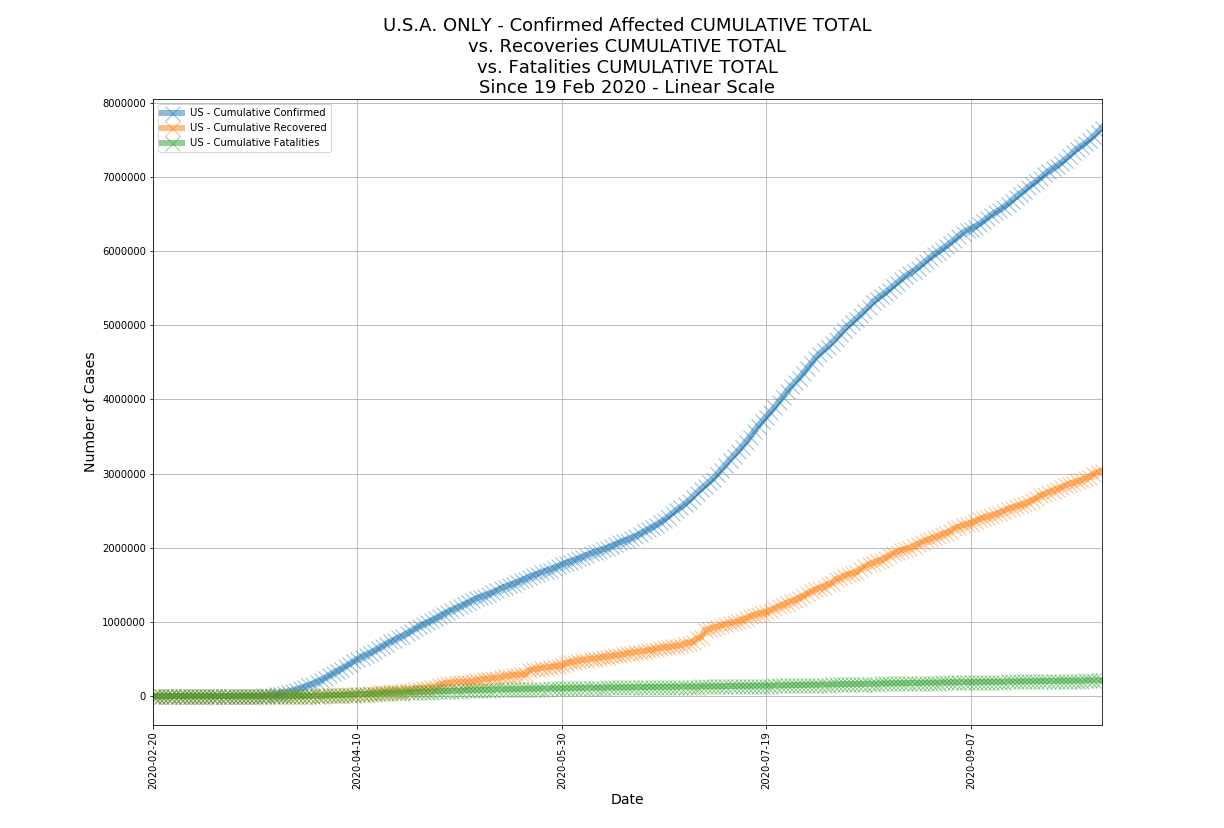 U.S.A. ONLY - Confirmed Affected CUMULATIVE TOTAL
vs. Recoveries CUMULATIVE TOTAL
vs. Fatalities CUMULATIVE TOTAL
Since 19 Feb 2020 - Linear Scale
US - Cumulative Confirmed
US - Cumulative Recovered
US - Cumulative Fatalities
8000000
7000000
6000000
5000000
4000000
3000000
2000000
1000000
0
Number of Cases
2020-02-20
2020-04-10
2020-05-30
2020-07-19
2020-09-07
Date